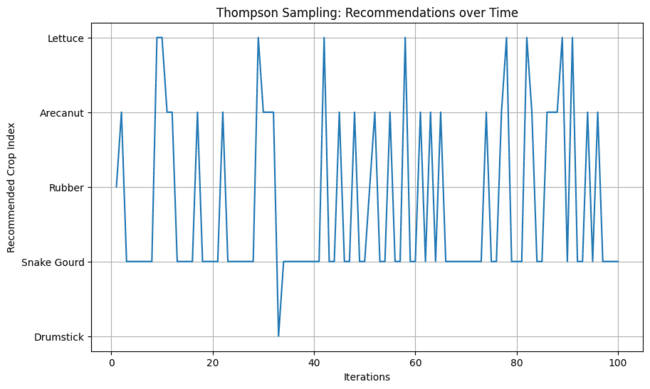 Thompson Sampling: Recommendations over Time
Recommended Crop Index
Lettuce
Arecanut
Rubber
Snake Gourd
Drumstick
0 20 40 60 80 100
Iterations